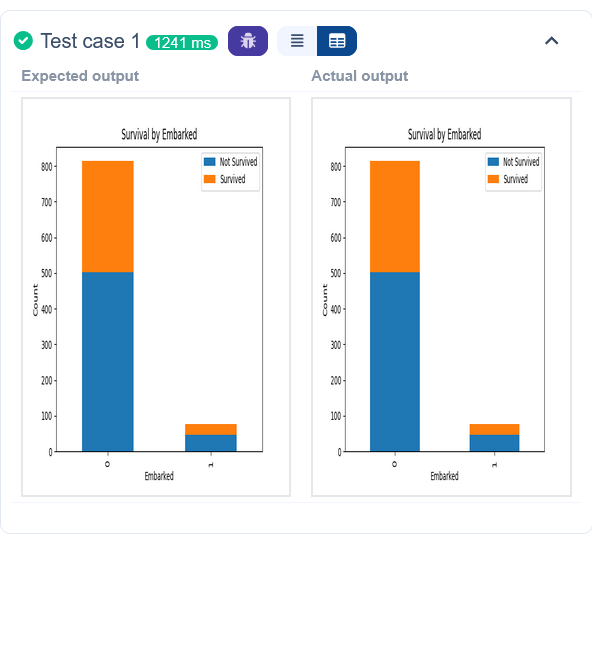 Test case 1 1241 ms
Expected output
Actual output
Survival by Embarked
Not Survived
Survived
800
700
600
500
400
300
200
100
0
Count
0
1
Embarked
Survival by Embarked
Not Survived
Survived
800
700
600
500
400
300
200
100
0
Count
0
1
Embarked